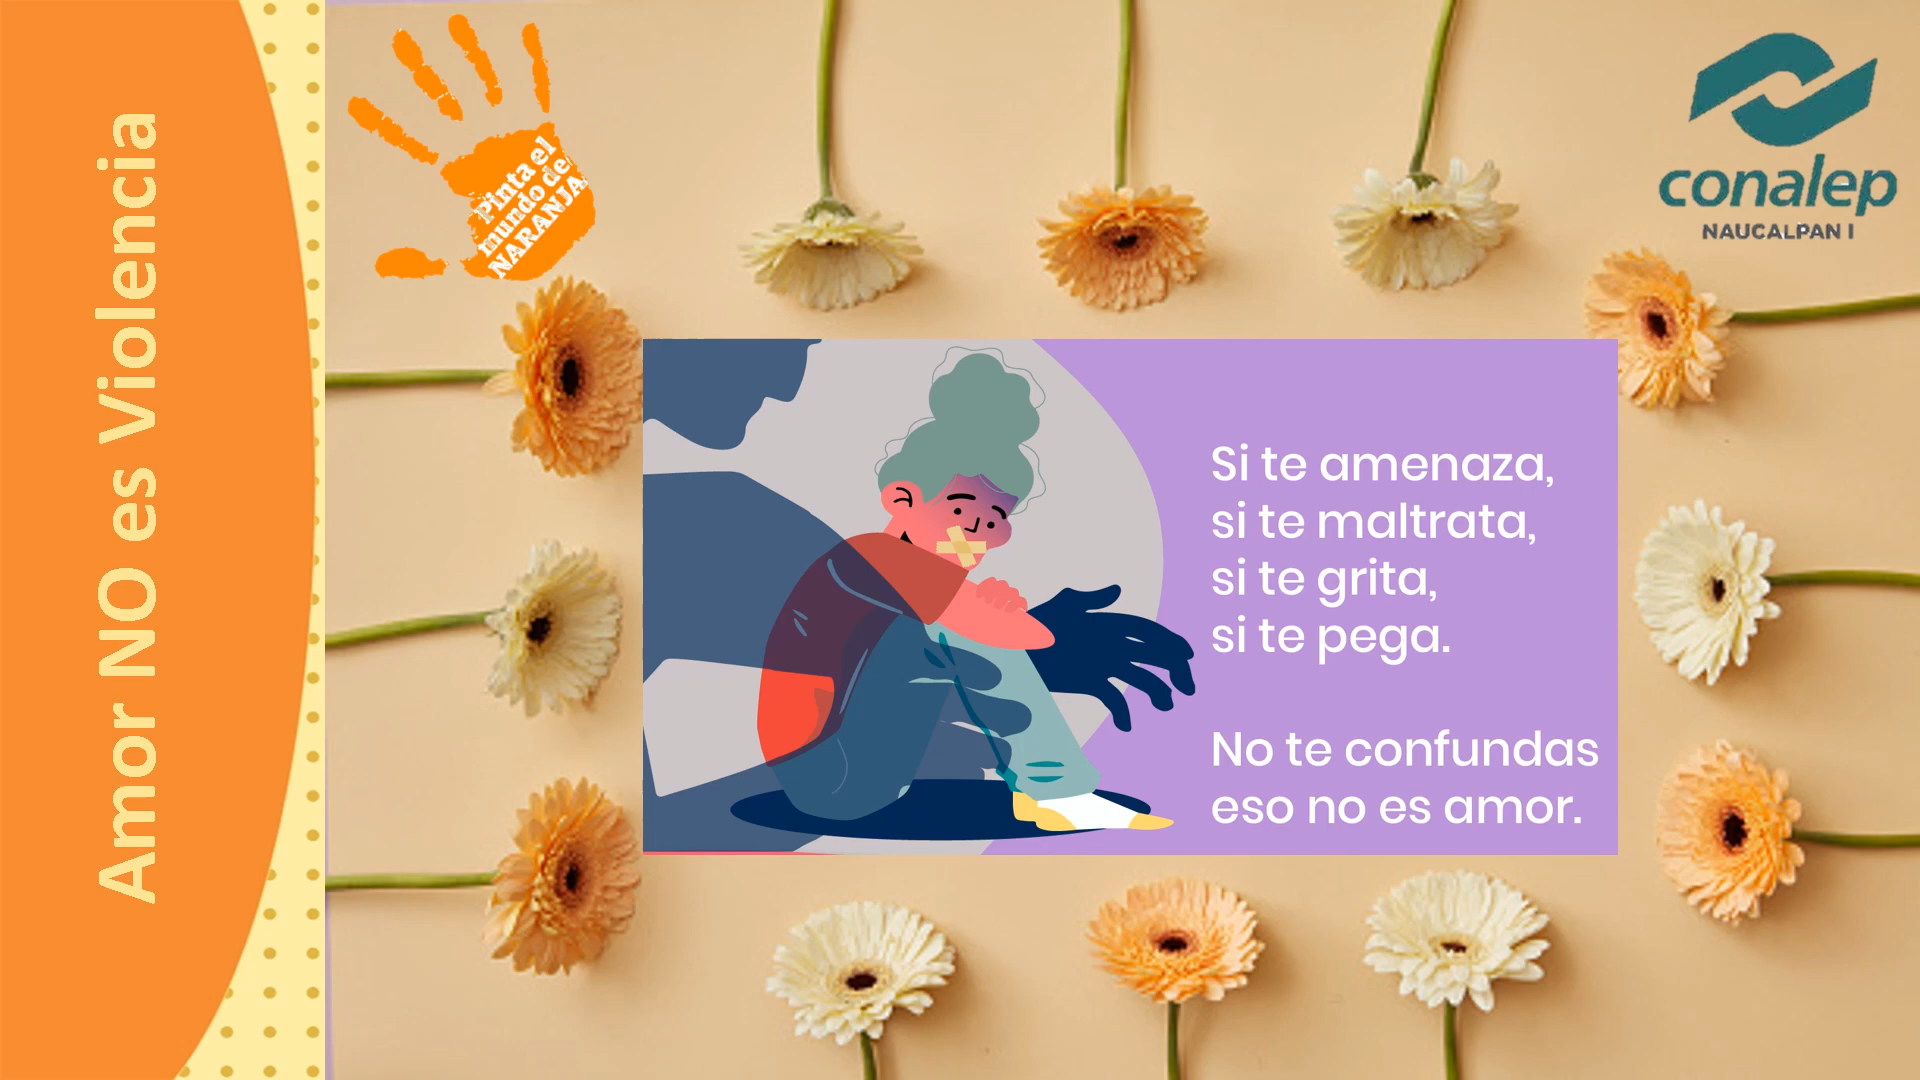 Amor NO es Violencia
Pinta el
mundo de
NARANJA
conalep
NAUCALPAN I
Si te amenaza,
si te maltrata,
si te grita,
si te pega.
No te confundas
eso no es amor.